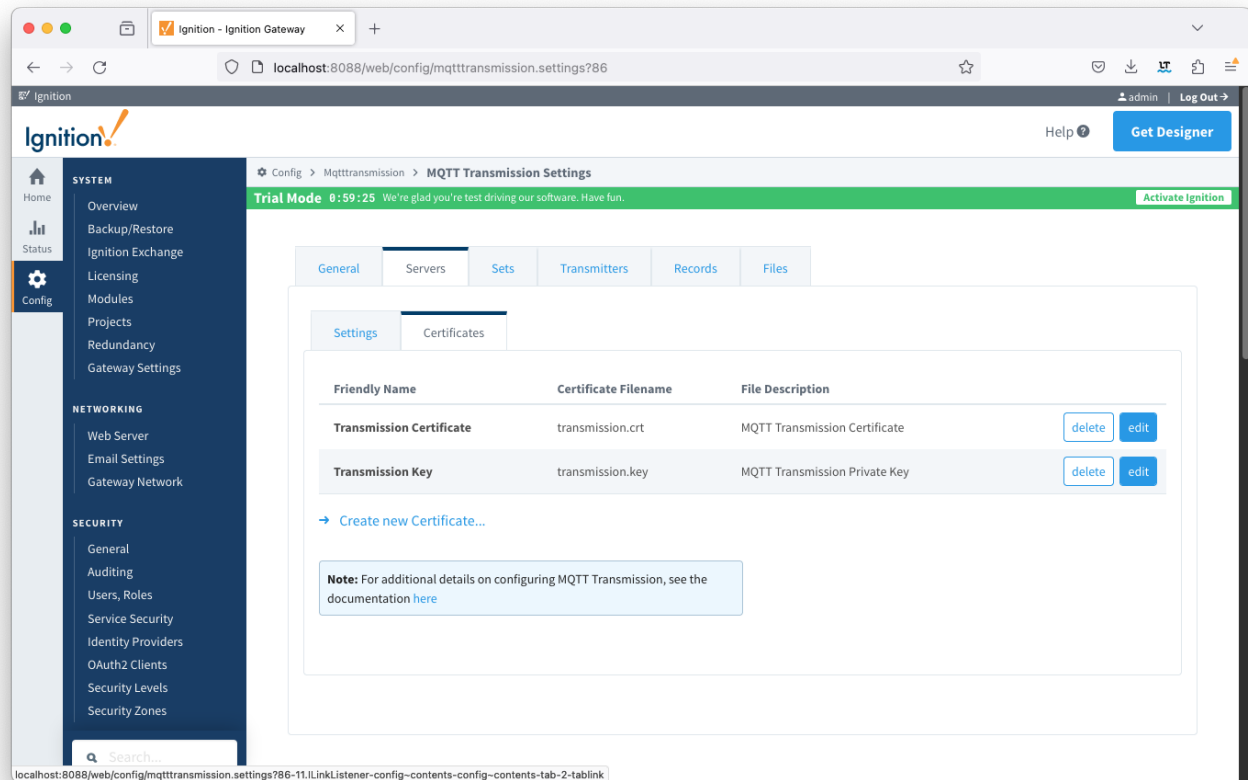 Ignition - Ignition Gateway
localhost:8088/web/config/mqtttransmission.settings?86
LT
Ignition
admin | Log Out
Ignition!
Help ?
Get Designer
Home
Status
Config
SYSTEM
Overview
Backup/Restore
Ignition Exchange
Licensing
Modules
Projects
Redundancy
Gateway Settings
NETWORKING
Web Server
Email Settings
Gateway Network
SECURITY
General
Auditing
Users, Roles
Service Security
Identity Providers
OAuth2 Clients
Security Levels
Security Zones
Search...
Config > Mqtttransmission > MQTT Transmission Settings
Trial Mode 0:59:25 We're glad you're test driving our software. Have fun. Activate Ignition
General Servers Sets Transmitters Records Files
Settings Certificates
Friendly Name Certificate Filename File Description
Transmission Certificate transmission.crt MQTT Transmission Certificate delete edit
Transmission Key transmission.key MQTT Transmission Private Key delete edit
→ Create new Certificate...
Note: For additional details on configuring MQTT Transmission, see the
documentation here
localhost:8088/web/config/mqtttransmission.settings?86-11.ILinkListener-config~contents-config~contents-tab-2-tablink